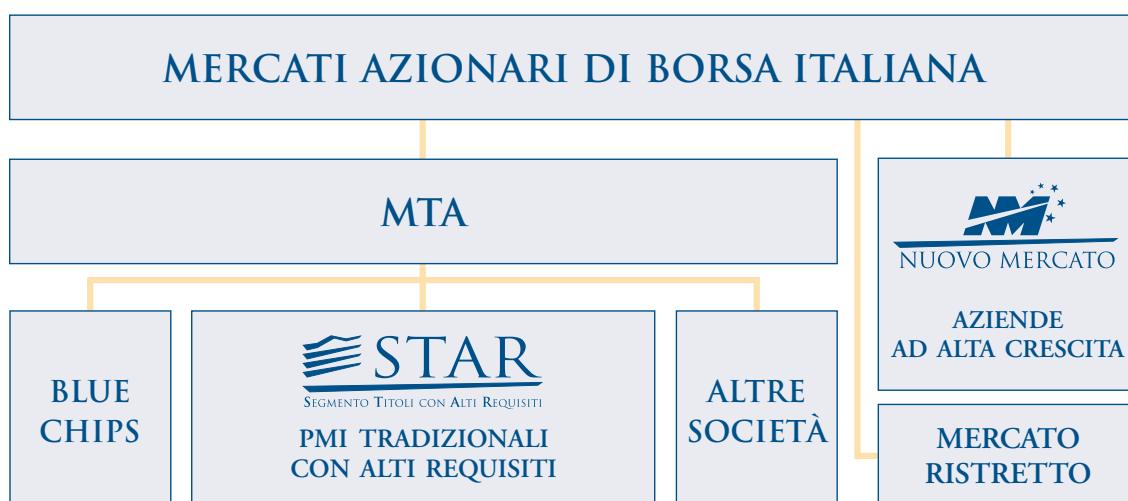 MERCATI AZIONARI DI BORSA ITALIANA
MTA
NM
NUOVO MERCATO
AZIENDE
AD ALTA CRESCITA
BLUE
CHIPS
STAR
SEGMENTO TITOLI CON ALTI REQUISITI
PMI TRADIZIONALI
CON ALTI REQUISITI
ALTRE
SOCIETÀ
MERCATO
RISTRETTO